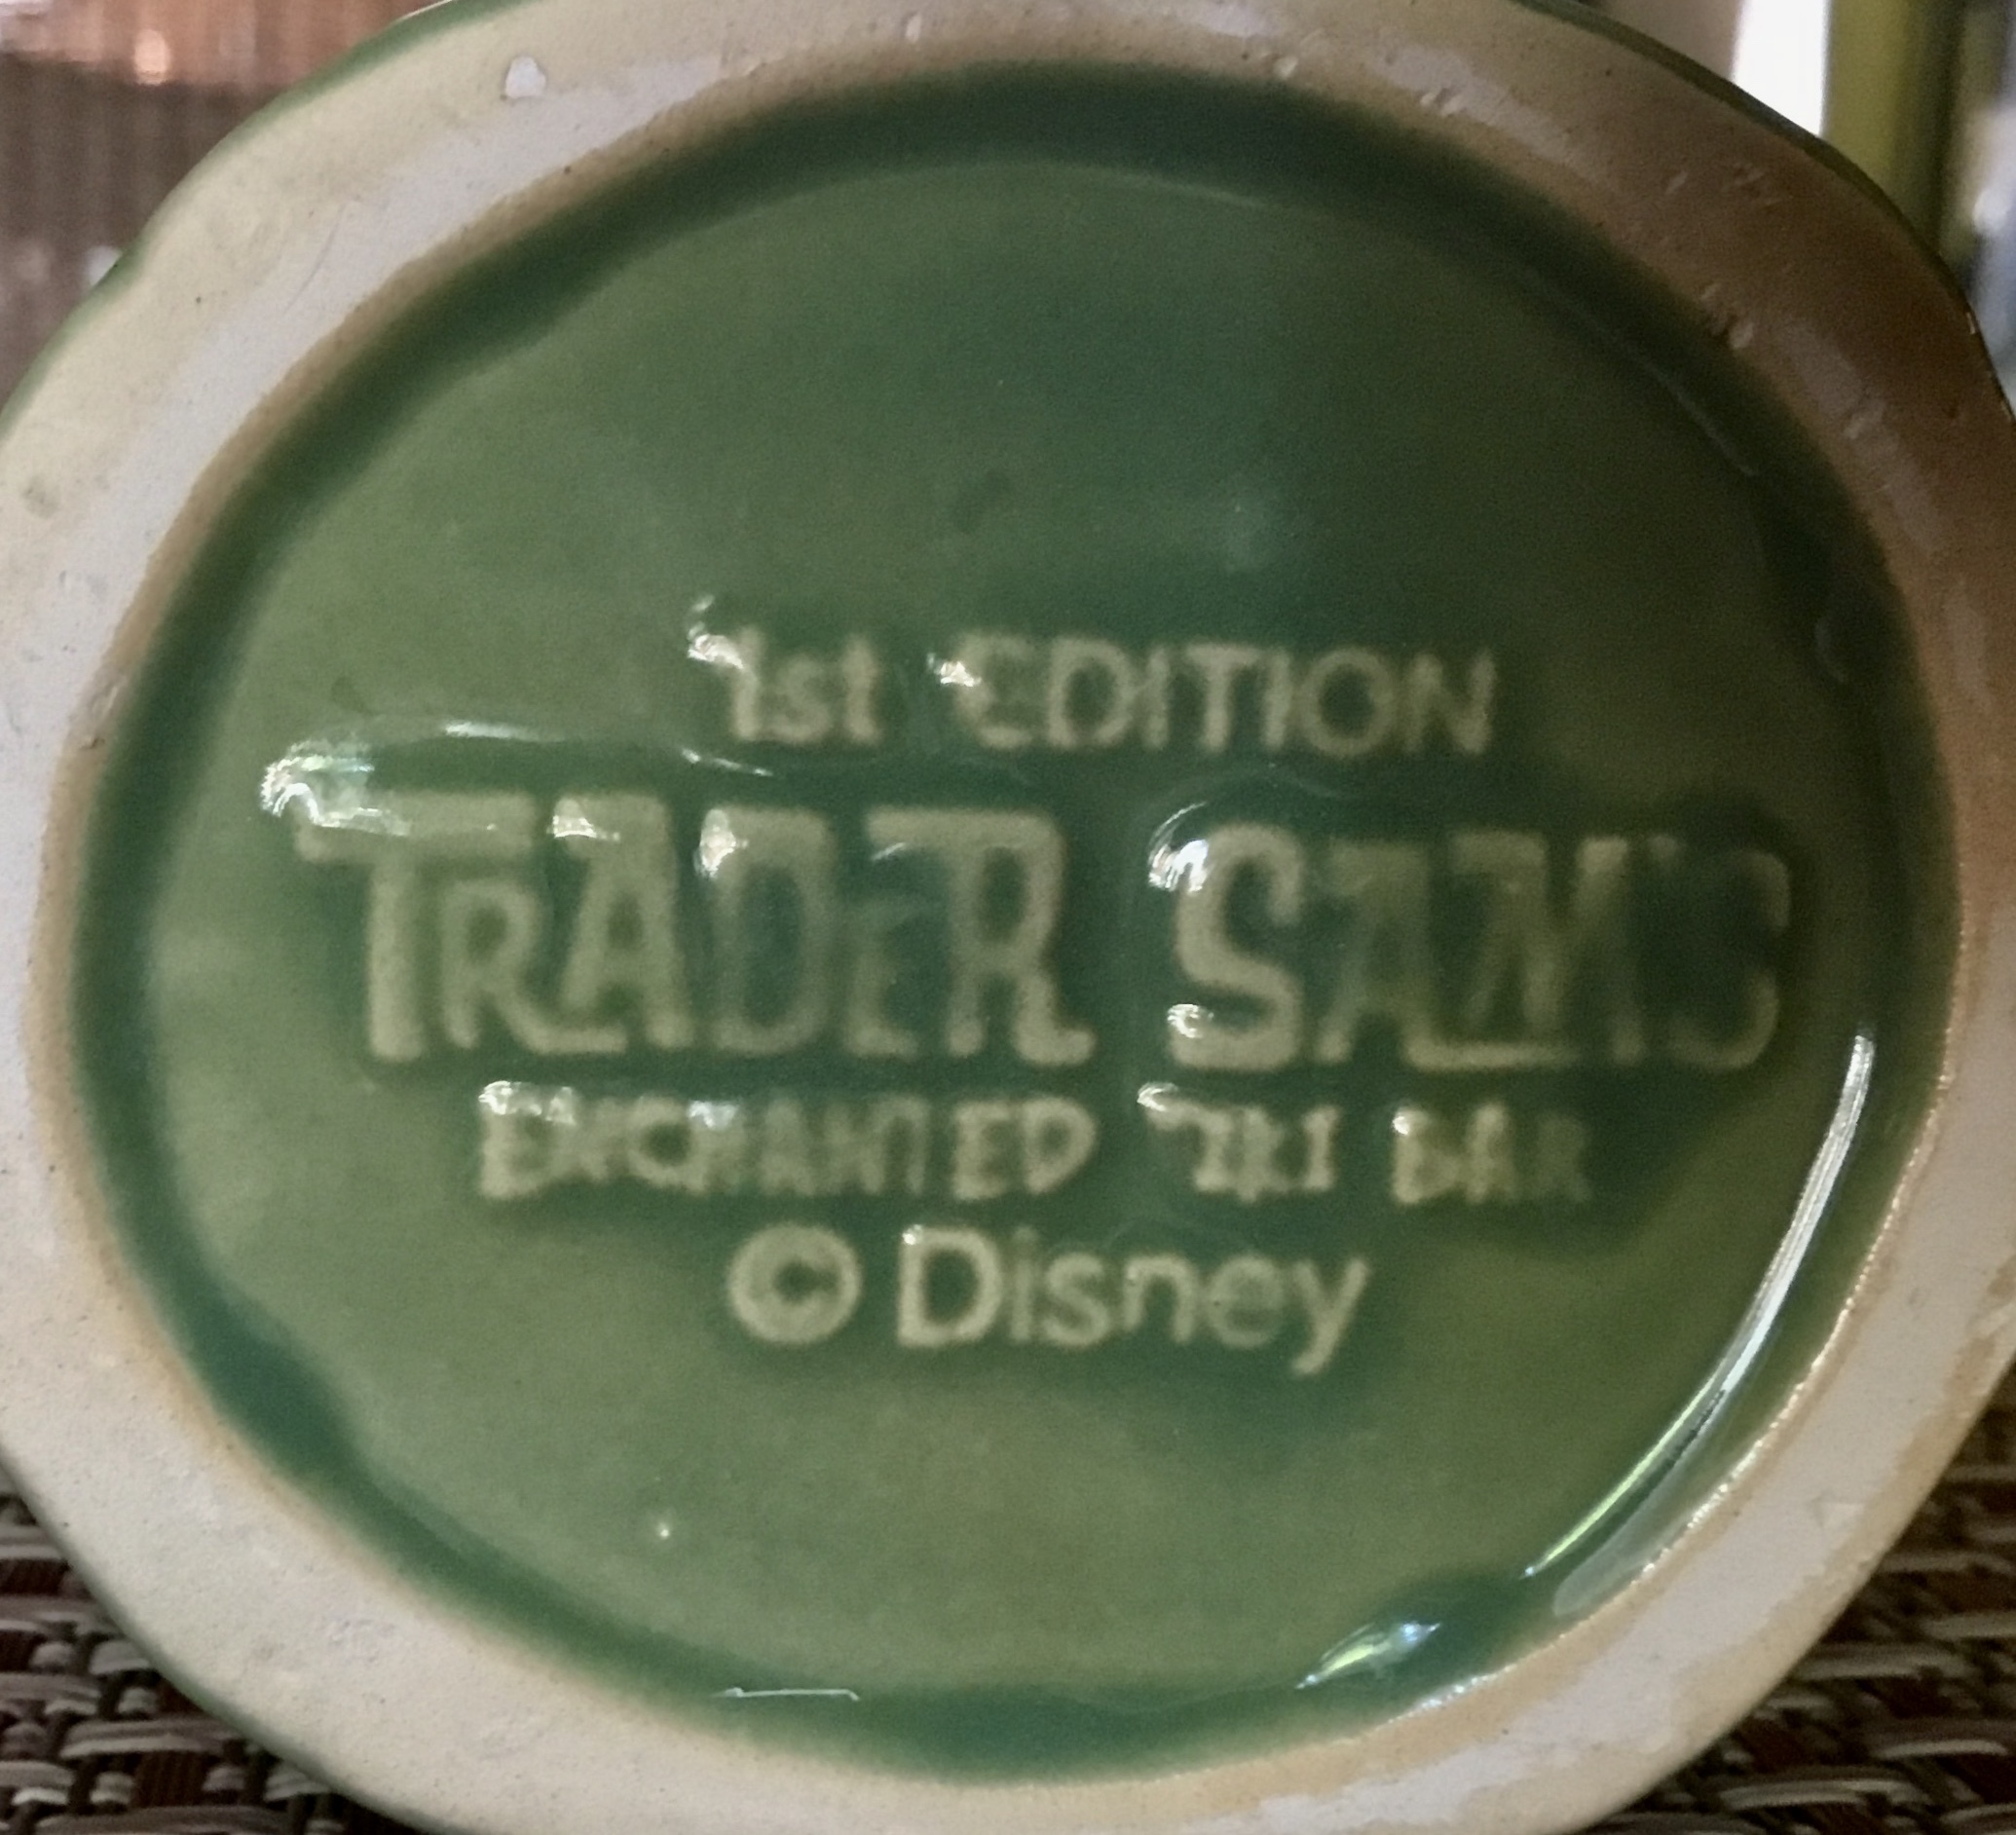 1st EDITION
TRADER SAM'S
ENCHANTED TIKI BAR
© Disney